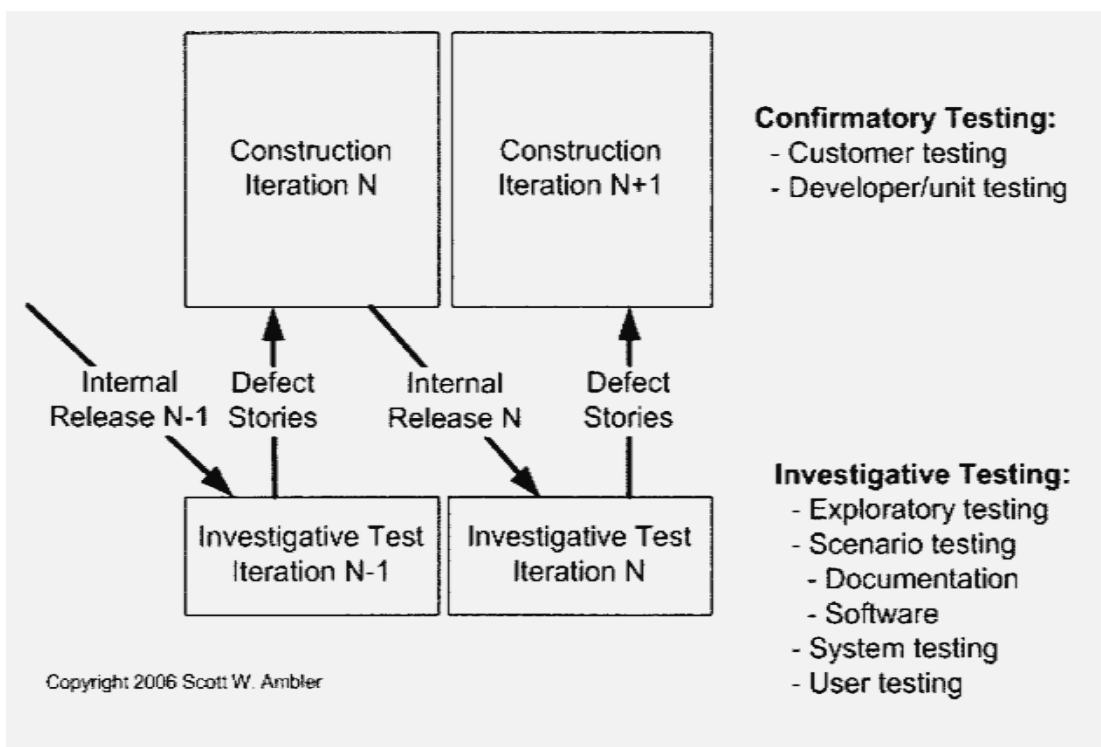 Construction
Iteration N
Construction
Iteration N+1
Confirmatory Testing:
- Customer testing
- Developer/unit testing
Internal
Release N-1
Defect
Stories
Internal
Release N
Defect
Stories
Investigative Test
Iteration N-1
Investigative Test
Iteration N
Investigative Testing:
- Exploratory testing
- Scenario testing
- Documentation
- Software
- System testing
- User testing
Copyright 2006 Scott W. Ambler